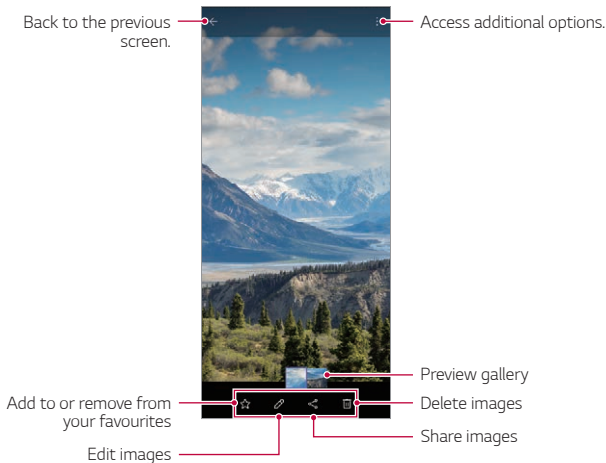 Back to the previous
screen.
Access additional options.
Preview gallery
Add to or remove from
your favourites
Delete images
Share images
Edit images